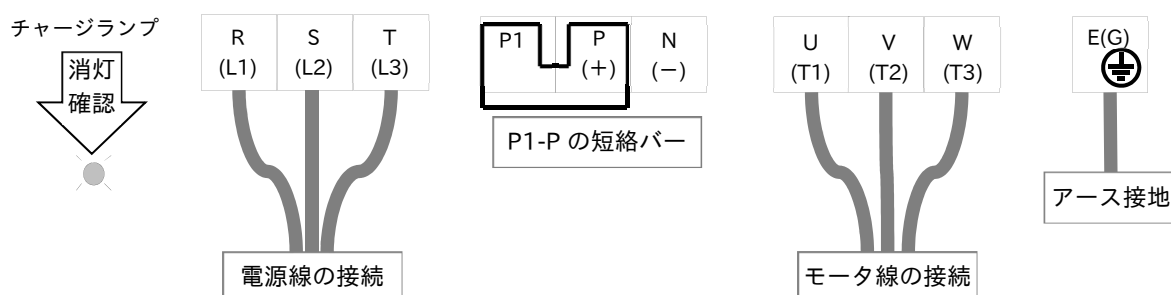 チャージランプ
消灯
確認
R
(L1)
S
(L2)
T
(L3)
電源線の接続
P1
P
(+)
N
(−)
P1-P の短絡バー
U
(T1)
V
(T2)
W
(T3)
モータ線の接続
E(G)
アース接地